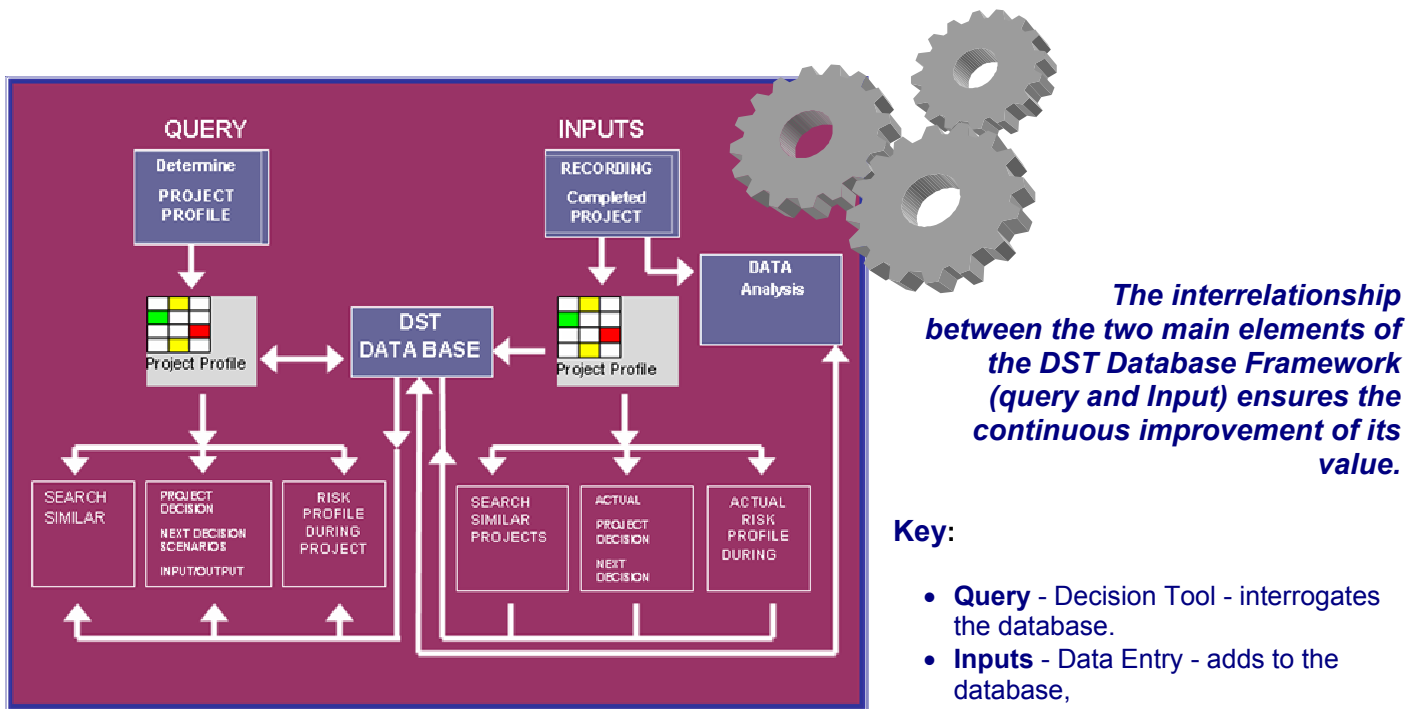 QUERY
Determine
PROJECT
PROFILE
Project Profile
SEARCH
SIMILAR
PROJECT
DECISION
NEXT DECISION
SCENARIOS
INPUT/OUTPUT
RISK
PROFILE
DURING
PROJECT
DST
DATA BASE
INPUTS
RECORDING
Completed
PROJECT
DATA
Analysis
Project Profile
SEARCH
SIMILAR
PROJECTS
ACTUAL
PROJECT
DECISION
NEXT
DECISION
ACTUAL
RISK
PROFILE
DURING
The interrelationship
between the two main elements of
the DST Database Framework
(query and Input) ensures the
continuous improvement of its
value.
Key:
• Query - Decision Tool - interrogates
the database.
• Inputs - Data Entry - adds to the
database,